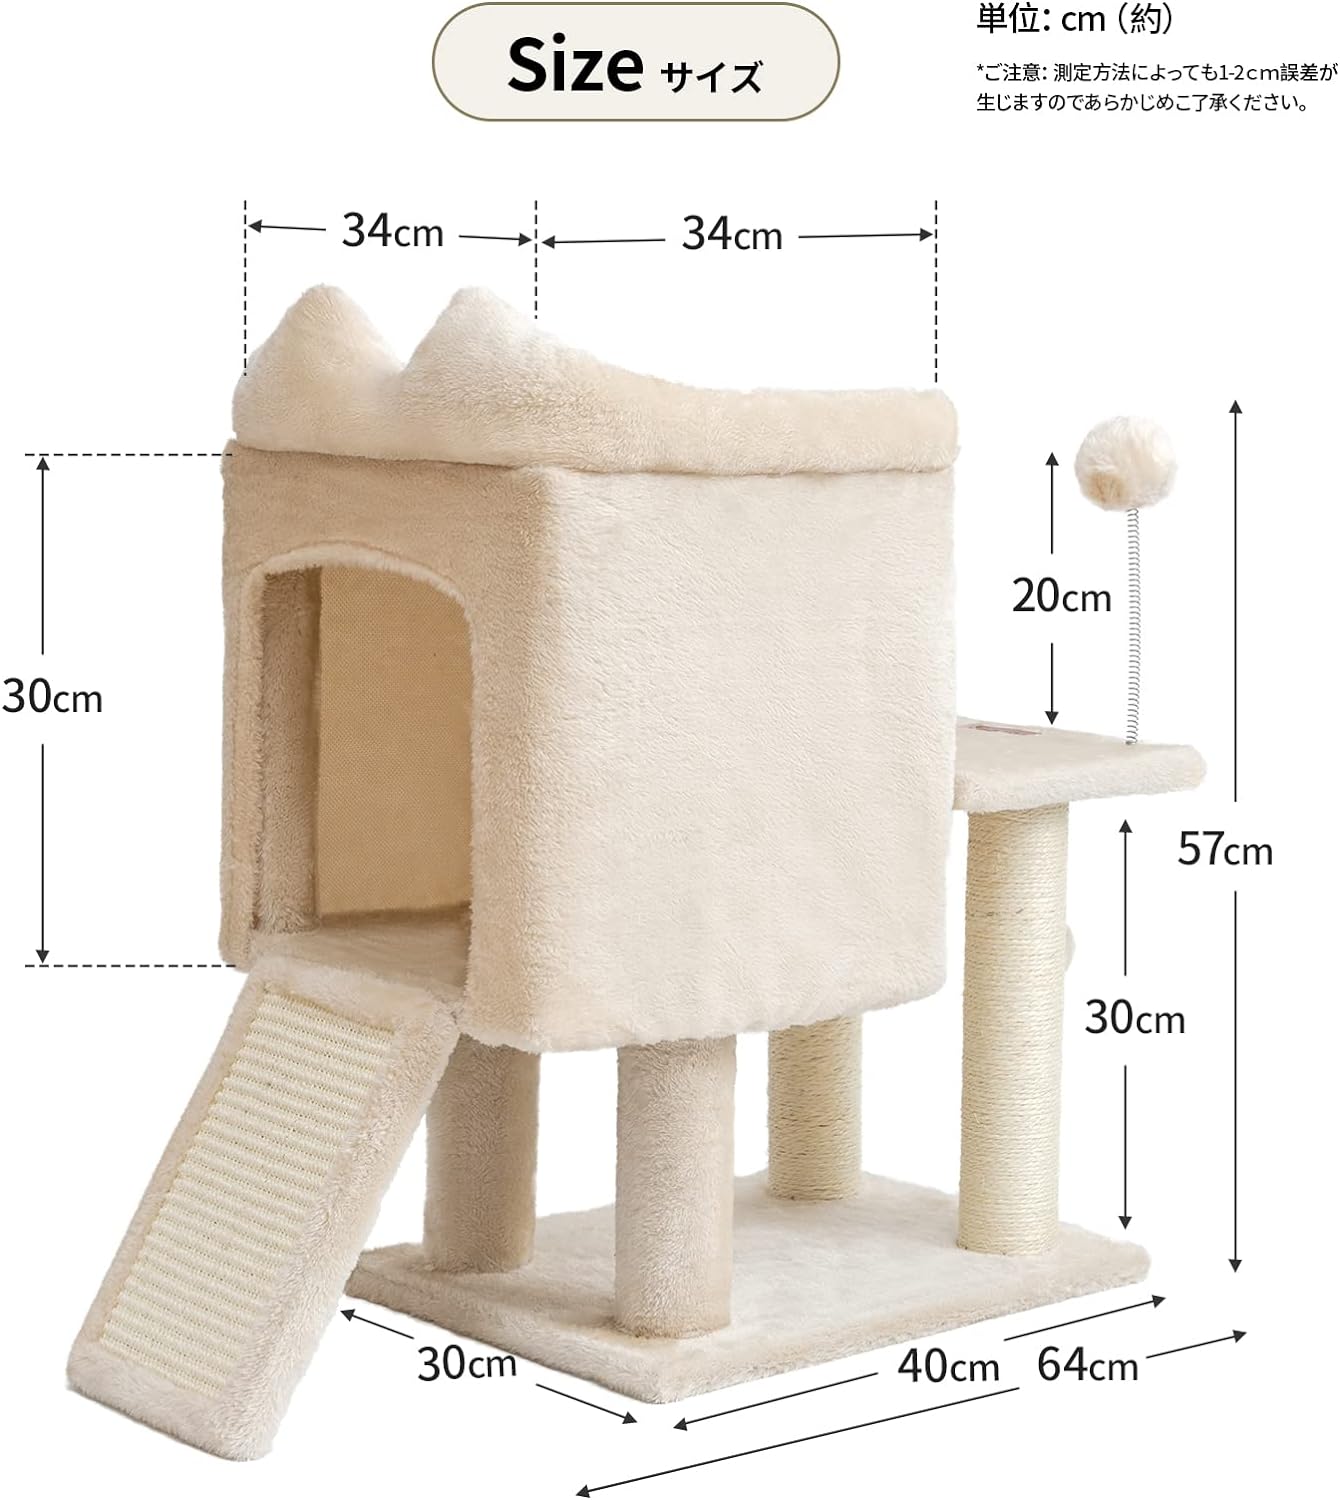 Size サイズ
単位: cm (約)
*ご注意: 測定方法によっても1-2cm誤差が
生じますのであらかじめこ了承ください。
34cm
34cm
30cm
20cm
57cm
30cm
30cm
40cm
64cm